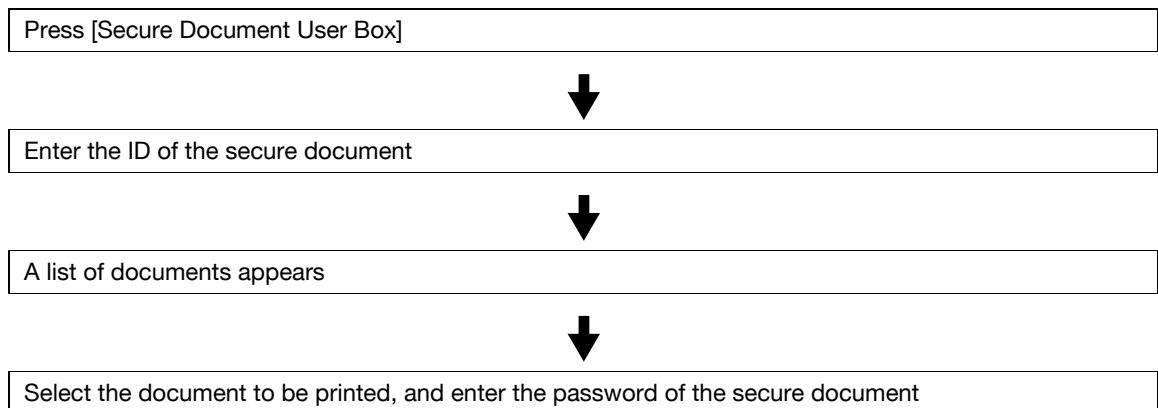 Press [Secure Document User Box]
Enter the ID of the secure document
A list of documents appears
Select the document to be printed, and enter the password of the secure document